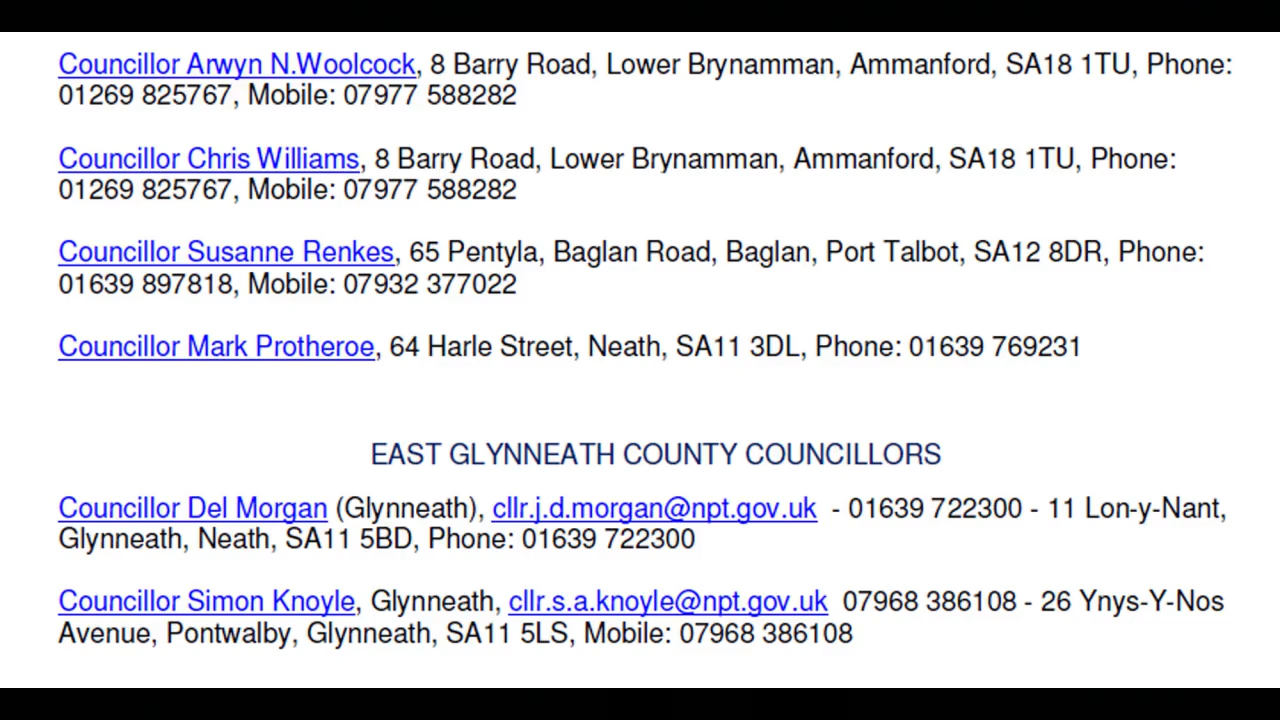 Councillor Arwyn N.Woolcock, 8 Barry Road, Lower Brynamman, Ammanford, SA18 1TU, Phone:
01269 825767, Mobile: 07977 588282
Councillor Chris Williams, 8 Barry Road, Lower Brynamman, Ammanford, SA18 1TU, Phone:
01269 825767, Mobile: 07977 588282
Councillor Susanne Renkes, 65 Pentyla, Baglan Road, Baglan, Port Talbot, SA12 8DR, Phone:
01639 897818, Mobile: 07932 377022
Councillor Mark Protheroe, 64 Harle Street, Neath, SA11 3DL, Phone: 01639 769231
EAST GLYNNEATH COUNTY COUNCILLORS
Councillor Del Morgan (Glynneath), cllr.j.d.morgan@npt.gov.uk - 01639 722300 - 11 Lon-y-Nant,
Glynneath, Neath, SA11 5BD, Phone: 01639 722300
Councillor Simon Knoyle, Glynneath, cllr.s.a.knoyle@npt.gov.uk 07968 386108 - 26 Ynys-Y-Nos
Avenue, Pontwalby, Glynneath, SA11 5LS, Mobile: 07968 386108